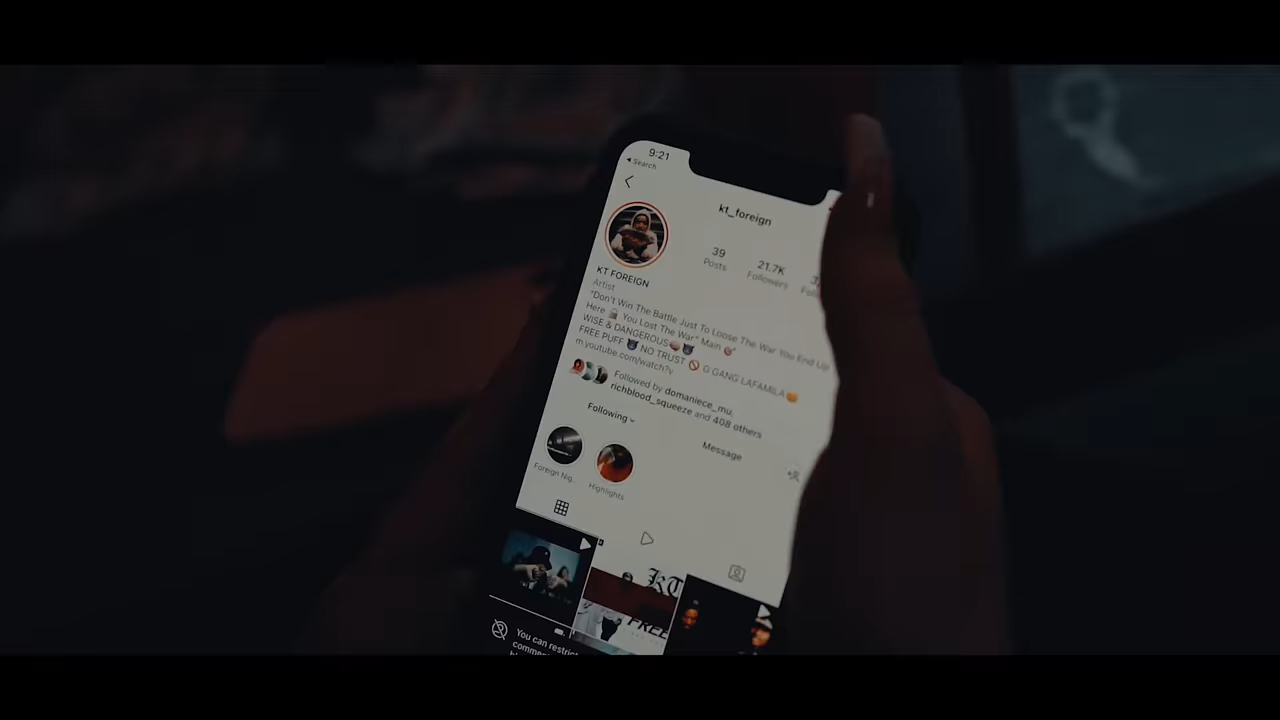 9:21
◀ Search
kt_foreign
39
Posts
21.7K
Followers
KT FOREIGN
Artist
"Don't Win The Battle Just To Loose The War You End Up
Here 🔒 You Lost The War" Main 🎯
WISE & DANGEROUS
FREE PUFF 😈 NO TRUST 🚫 G GANG LAFAMILA
m.youtube.com/watch?v
Followed by domaniece_mu,
richblood_squeeze and 408 others
Following
Message
Foreign Nig...
Highlights
KT
FREE
You can restrict